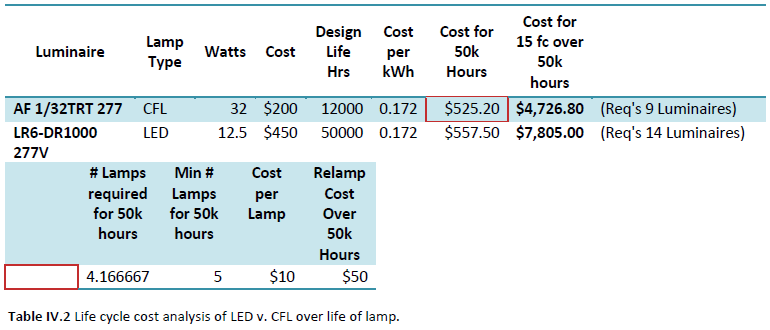 Luminaire Lamp Type Watts Cost Design Life Hrs Cost per kWh Cost for 50k Hours Cost for 15 fc over 50k hours
AF 1/32TRT 277 CFL 32 $200 12000 0.172 $525.20 $4,726.80 (Req's 9 Luminaires)
LR6-DR1000 277V LED 12.5 $450 50000 0.172 $557.50 $7,805.00 (Req's 14 Luminaires)
# Lamps required for 50k hours Min # Lamps for 50k hours Cost per Lamp Relamp Cost Over 50k Hours
4.166667 5 $10 $50
Table IV.2 Life cycle cost analysis of LED v. CFL over life of lamp.